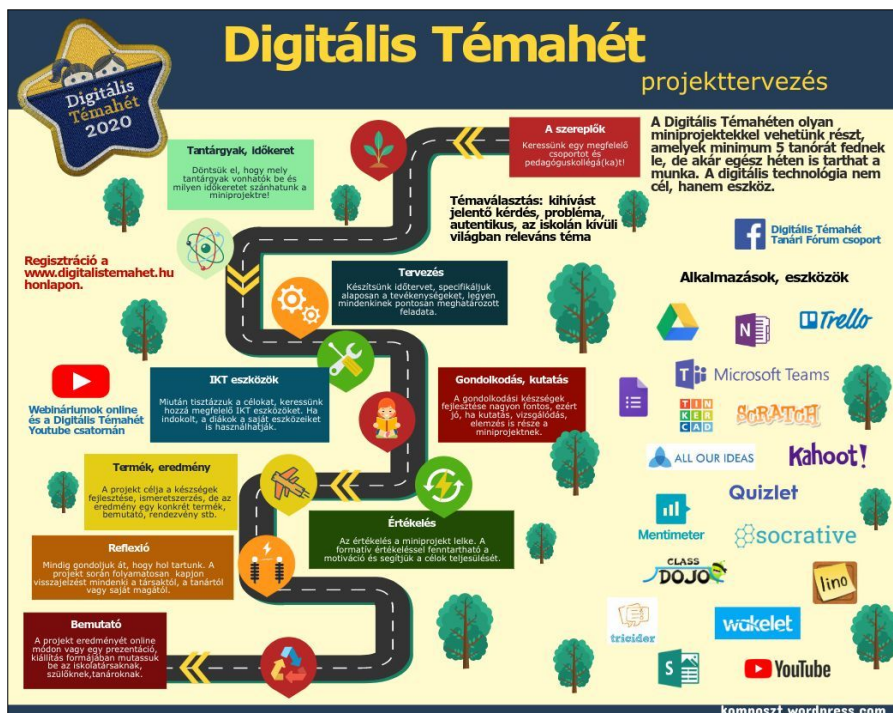 Digitális Témahét
projekttervezés
Digitális
Témahét
2020
A szereplők
Keressünk egy megfelelő
csoportot és
pedagóguskollégá(ka)t!
A Digitális Témahéten olyan
miniprojektekkel vehetünk részt,
amelyek minimum 5 tanórát fednek
le, de akár egész héten is tarthat a
munka. A digitális technológia nem
cél, hanem eszköz.
Tantárgyak, időkeret
Döntsük el, hogy mely
tantárgyak vonhatók be és
milyen időkeretet szánhatunk a
miniprojektre!
Témaválasztás: kihívást
jelentő kérdés, probléma,
autentikus, az iskolán kívüli
világban releváns téma
Digitális Témahét
Tanári Fórum csoport
Regisztráció a
www.digitalistemahet.hu
honlapon.
Tervezés
Készítsünk időtervet, specifikáljuk
alaposan a tevékenységeket, legyen
mindenkinek pontosan meghatározott
feladata.
Alkalmazások, eszközök
N
Trello
IKT eszközök
Miután tisztázzuk a célokat, keressünk
hozzá megfelelő IKT eszközöket. Ha
indokolt, a diákok a saját eszközeiket
is használhatják.
Gondolkodás, kutatás
A gondolkodási készségek
fejlesztése nagyon fontos, ezért
jó, ha kutatás, vizsgálódás,
elemzés is része a
miniprojektnek.
Webináriumok online
és a Digitális Témahét
Youtube csatornán
T
Microsoft Teams
TIN
KER
CAD
SCRATCH
ALL OUR IDEAS
Kahoot!
Termék, eredmény
A projekt célja a készségek
fejlesztése, ismeretszerzés, de az
eredmény egy konkrét termék,
bemutató, rendezvény stb.
Quizlet
Értékelés
Az értékelés a miniprojekt lelke. A
formatív értékeléssel fenntartható a
motiváció és segítjük a célok teljesülését.
Mentimeter
socrative
Reflexió
Mindig gondoljuk át, hogy hol tartunk. A
projekt során folyamatosan kapjon
visszajelzést mindenki a társaktól, a tanártól
vagy saját magától.
CLASS
DOJO
lino
Bemutató
A projekt eredményét online
módon vagy egy prezentáció,
kiállítás formájában mutassuk
be az iskolatársaknak,
szülőknek,tanároknak.
tricider
wakelet
S
YouTube
komposzt.wordpress.com